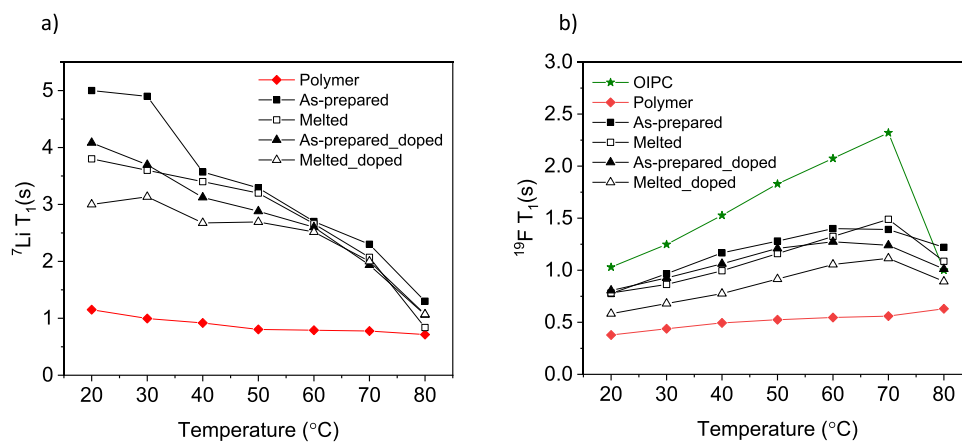 a)
5
4
3
2
1
0
⁷Li T₁(s)
Polymer
As-prepared
Melted
As-prepared_doped
Melted_doped
20 30 40 50 60 70 80
Temperature (°C)
b)
3.0
2.5
2.0
1.5
1.0
0.5
0.0
¹⁹F T₁(s)
OIPC
Polymer
As-prepared
Melted
As-prepared_doped
Melted_doped
20 30 40 50 60 70 80
Temperature (°C)